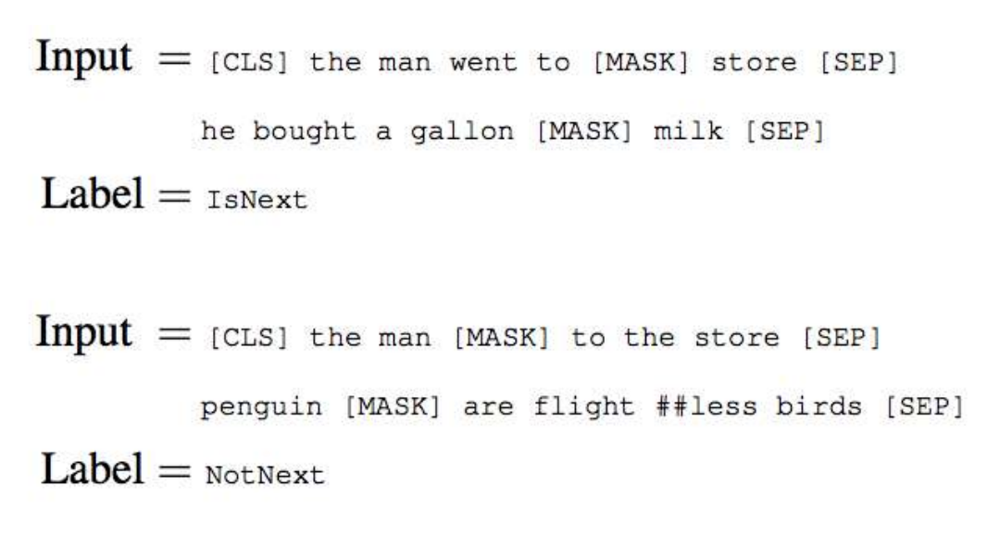 Input = [CLS] the man went to [MASK] store [SEP]
he bought a gallon [MASK] milk [SEP]
Label = IsNext
Input = [CLS] the man [MASK] to the store [SEP]
penguin [MASK] are flight ##less birds [SEP]
Label = NotNext